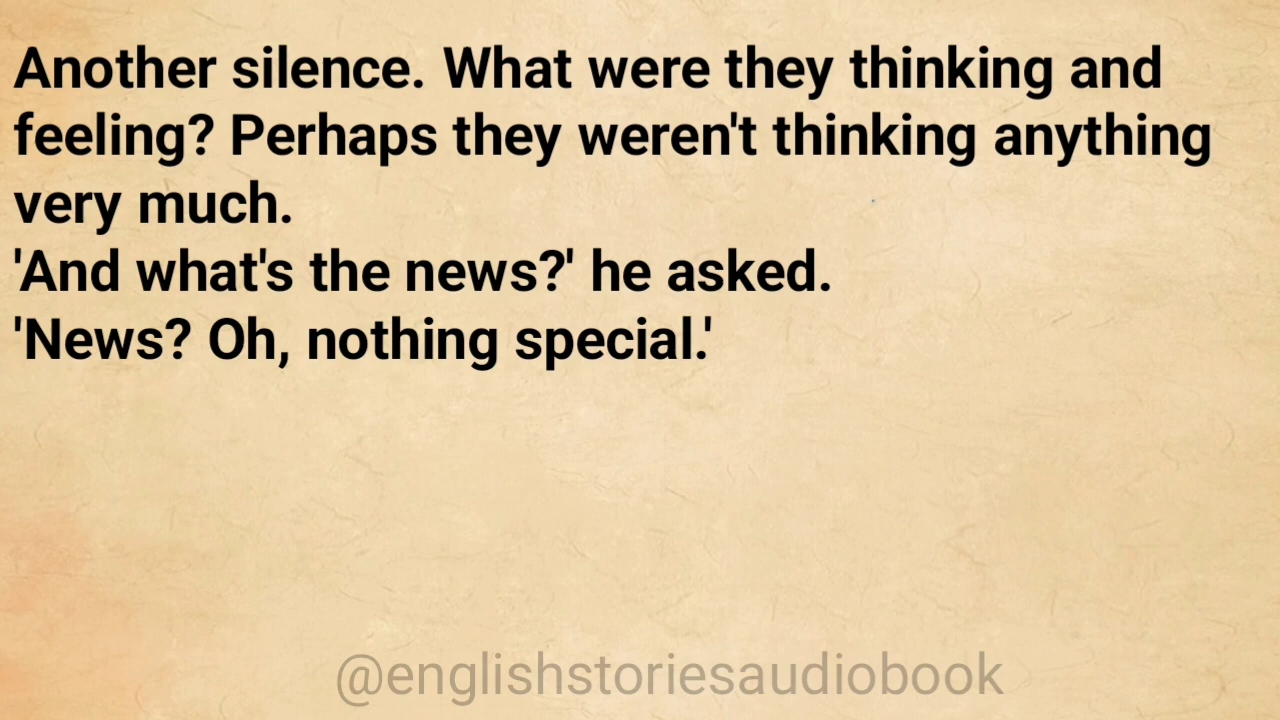 Another silence. What were they thinking and
feeling? Perhaps they weren't thinking anything
very much.
'And what's the news?' he asked.
'News? Oh, nothing special.'
@englishstoriesaudiobook